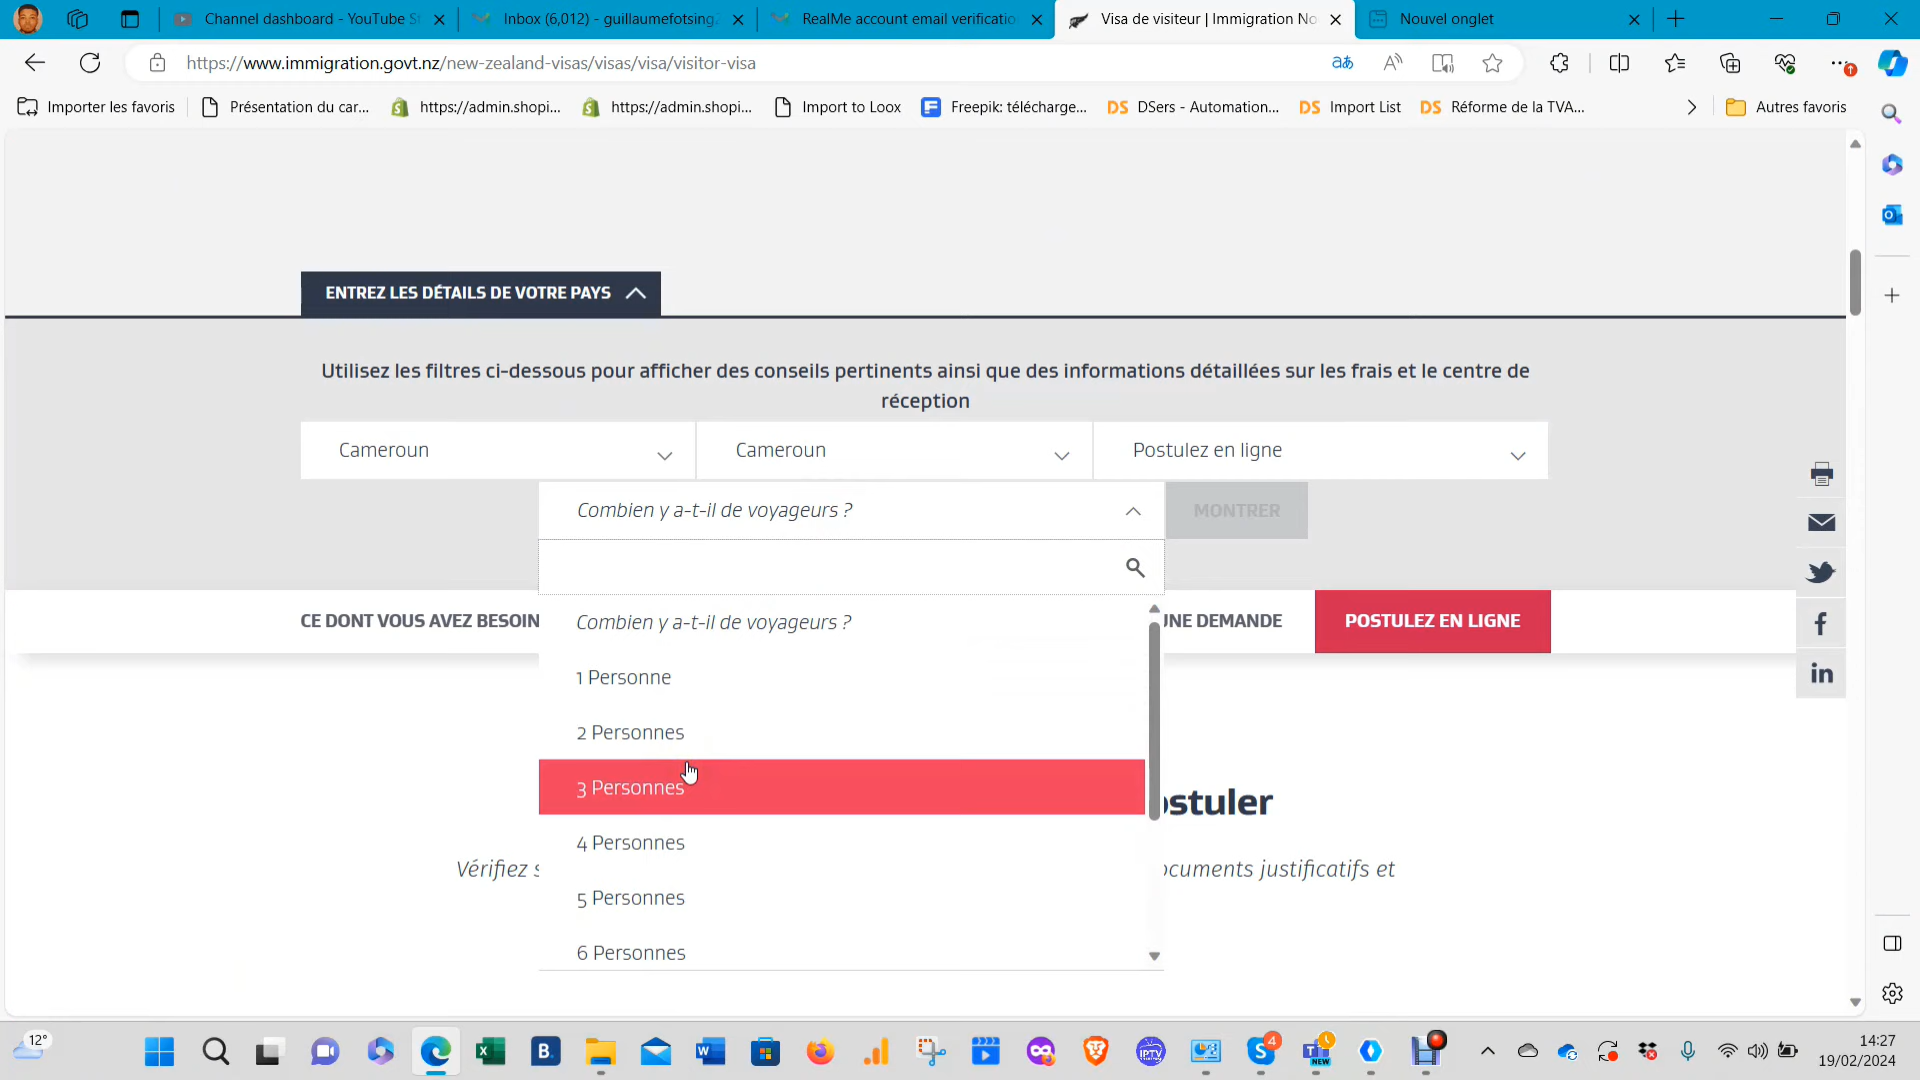 Channel dashboard - YouTube S
Inbox (6,012) - guillaumefotsing
RealMe account email verificatio
Visa de visiteur | Immigration No
Nouvel onglet
https://www.immigration.govt.nz/new-zealand-visas/visas/visa/visitor-visa
Importer les favoris
Présentation du car...
https://admin.shopi...
https://admin.shopi...
Import to Loox
Freepik: télécharge...
DSers - Automation...
Import List
Réforme de la TVA...
Autres favoris
ENTREZ LES DÉTAILS DE VOTRE PAYS
Utilisez les filtres ci-dessous pour afficher des conseils pertinents ainsi que des informations détaillées sur les frais et le centre de
réception
Cameroun
Cameroun
Postulez en ligne
Combien y a-t-il de voyageurs ?
MONTRER
CE DONT VOUS AVEZ BESOIN
UNE DEMANDE
POSTULEZ EN LIGNE
Combien y a-t-il de voyageurs ?
1 Personne
2 Personnes
3 Personnes
ostuler
4 Personnes
Vérifiez s
ocuments justificatifs et
5 Personnes
6 Personnes
12°
14:27
19/02/2024